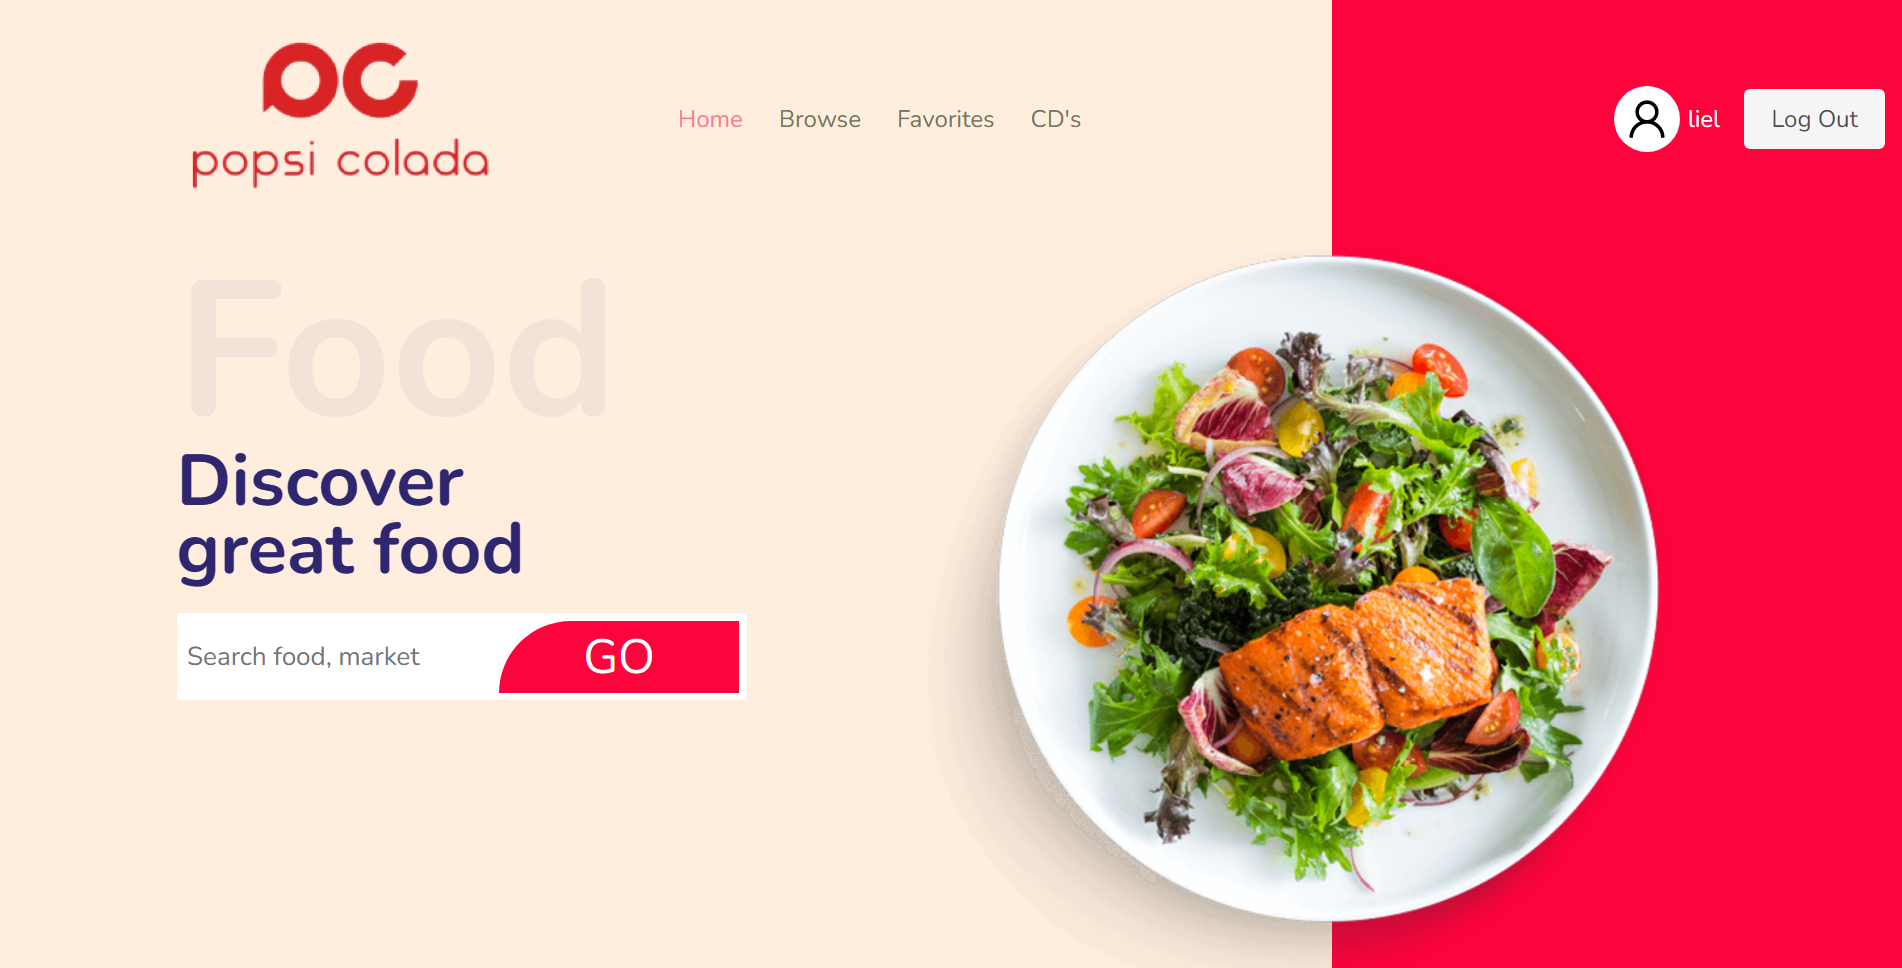 pc
popsi colada
Home Browse Favorites CD's
liel
Log Out
Food
Discover
great food
Search food, market
GO